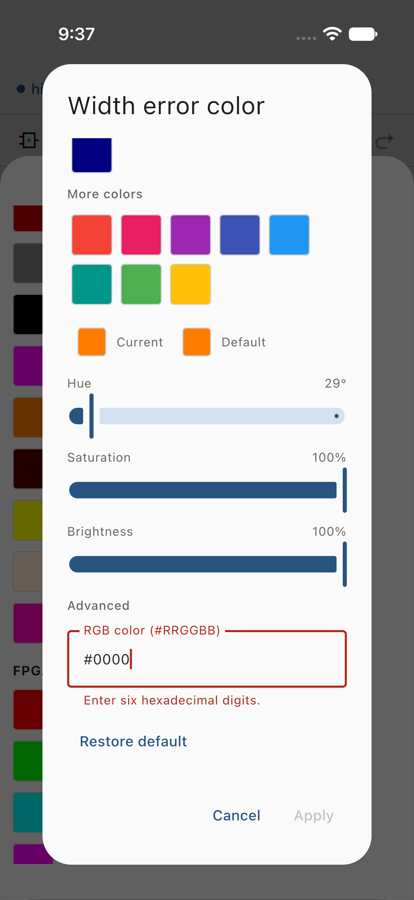 9:37
hi
Width error color
More colors
Current Default
Hue 29°
Saturation 100%
Brightness 100%
Advanced
RGB color (#RRGGBB)
#0000
Enter six hexadecimal digits.
FPG
Restore default
Cancel Apply